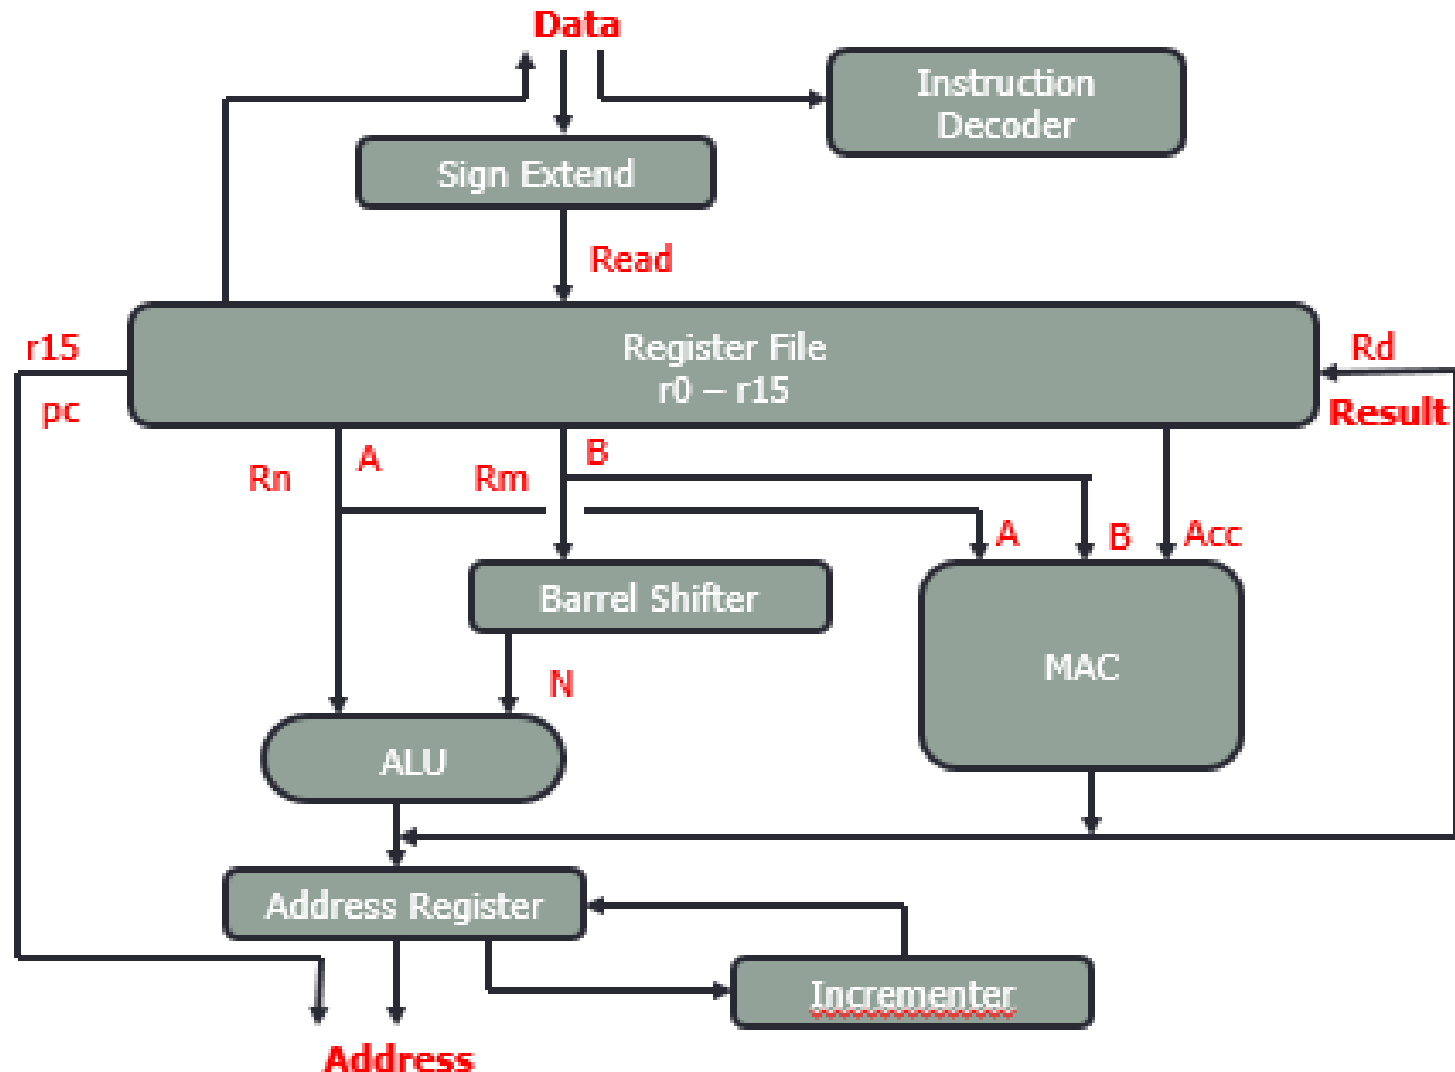 Data
Instruction
Decoder
Sign Extend
Read
Register File
r0 – r15
r15
pc
Rd
Result
Rn
A
Rm
B
A
B
Acc
Barrel Shifter
N
MAC
ALU
Address Register
Incrementer
Address